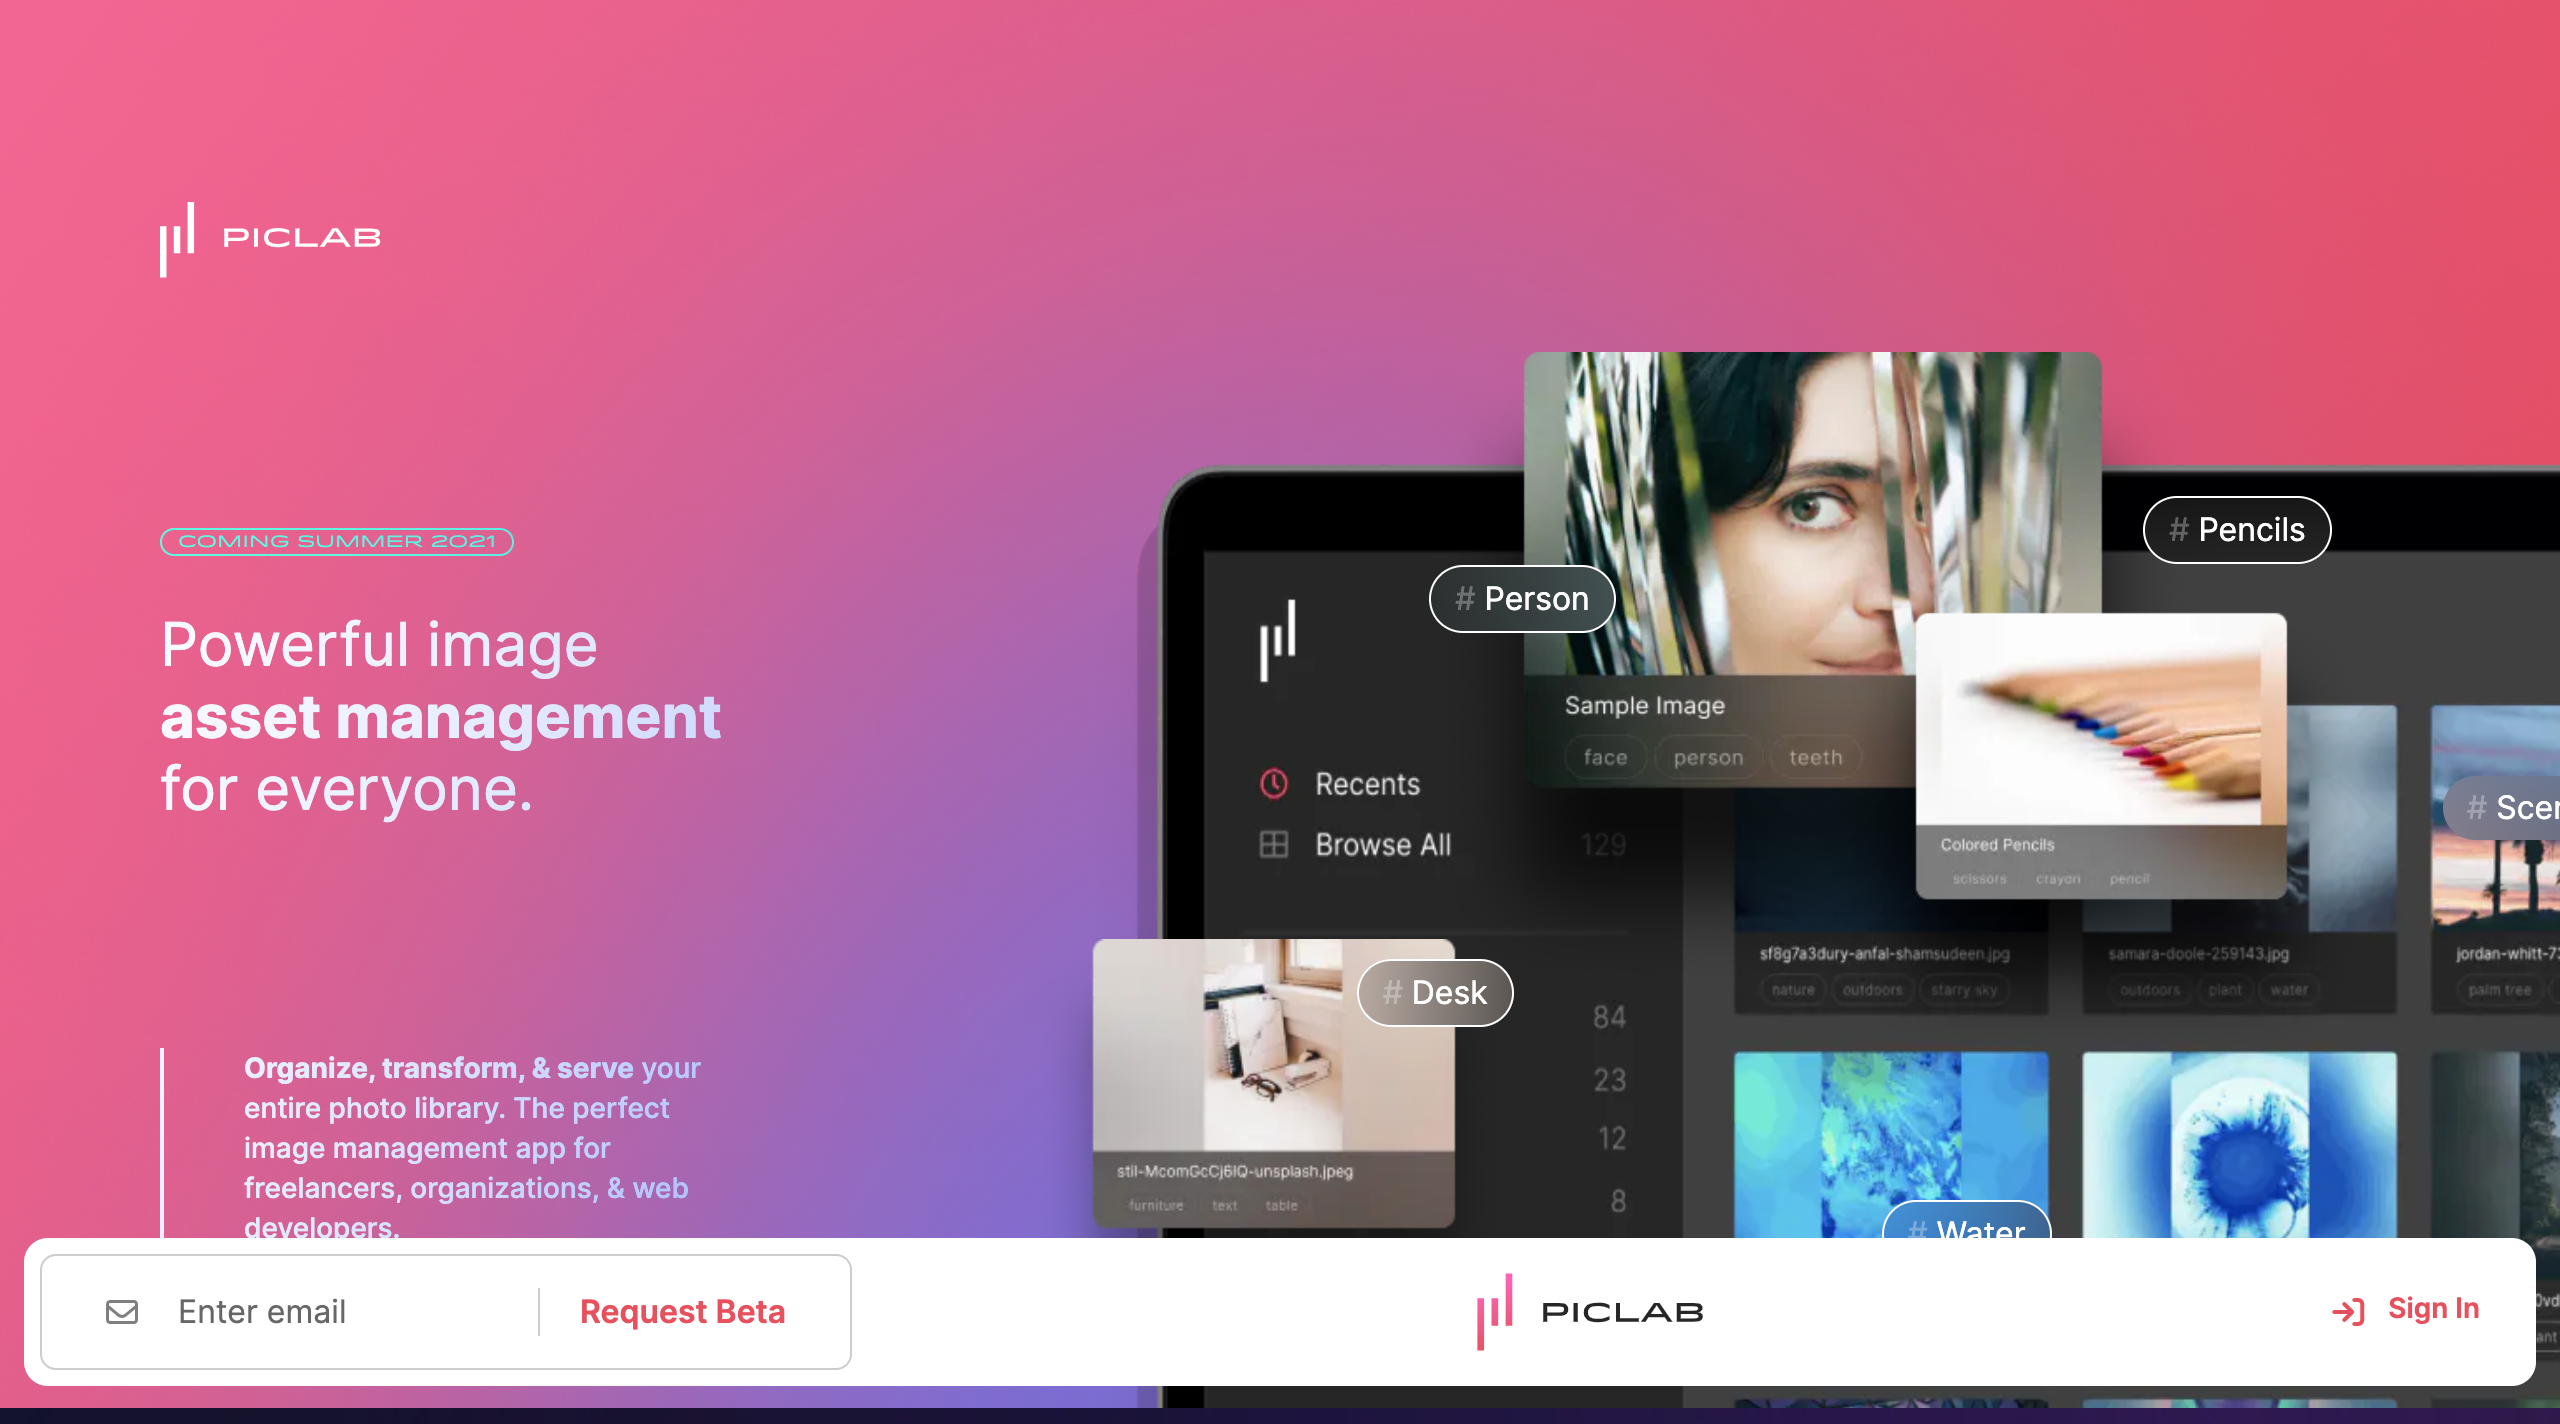 PICLAB
COMING SUMMER 2021
Powerful image
asset management
for everyone.
Organize, transform, & serve your
entire photo library. The perfect
image management app for
freelancers, organizations, & web
developers.
# Person
# Pencils
Sample Image
face person teeth
Recents
Browse All 129
Colored Pencils
scissors crayon pencil
# Desk
stil-McomGcCj6IQ-unsplash.jpeg
furniture text table
84
23
12
8
sf8g7a3dury-anfal-shamsudeen.jpg
nature outdoors starry sky
samara-doole-259143.jpg
outdoors plant water
jordan-whitt-7
palm tree
# Water
Enter email
Request Beta
PICLAB
Sign In